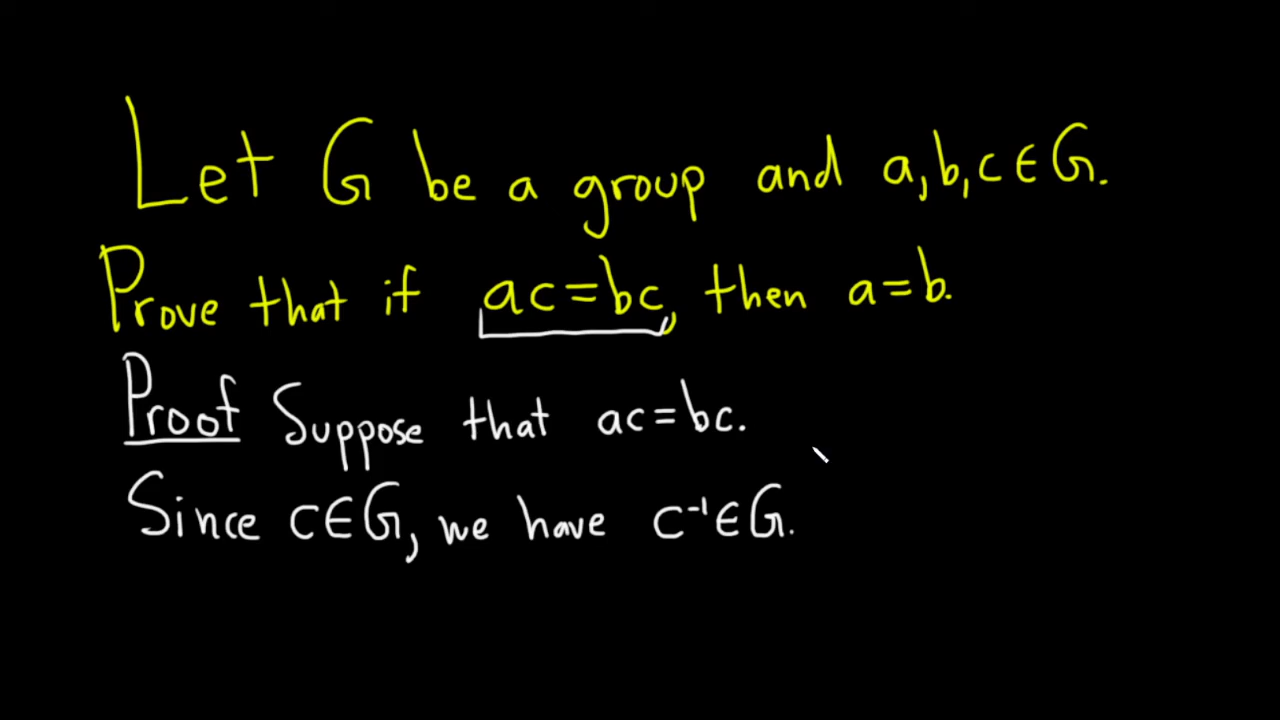 Let G be a group and a, b, c ∈ G.
Prove that if ac = bc, then a = b.
Proof Suppose that ac = bc.
Since c ∈ G, we have c⁻¹ ∈ G.